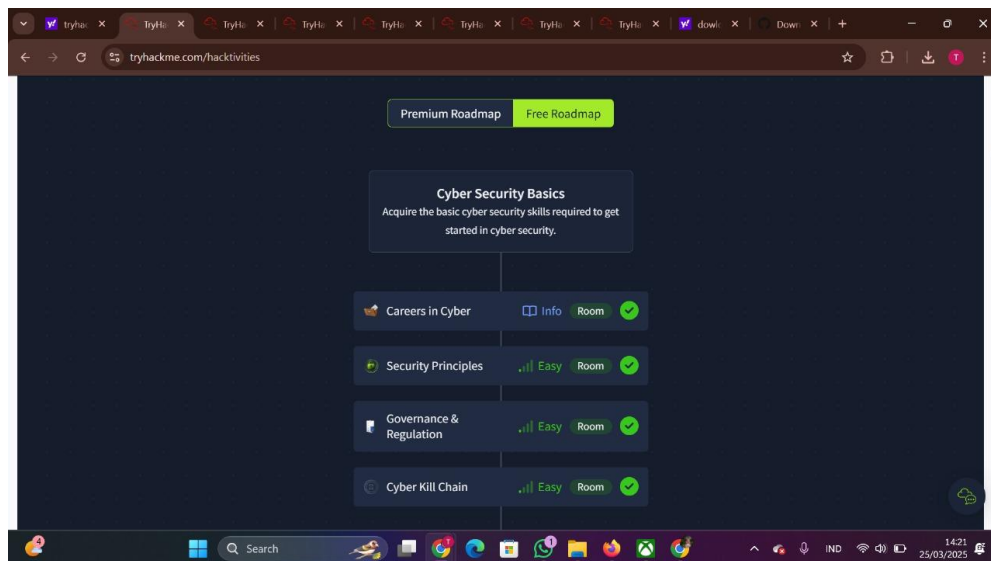 tryhac
TryHa
TryHa
TryHa
TryHa
TryHa
TryHa
TryHa
dowlo
Down
tryhackme.com/hacktivities
T
Premium Roadmap
Free Roadmap
Cyber Security Basics
Acquire the basic cyber security skills required to get
started in cyber security.
Careers in Cyber Info Room
Security Principles Easy Room
Governance &
Regulation Easy Room
Cyber Kill Chain Easy Room
4
Search
IND
14:21
25/03/2025